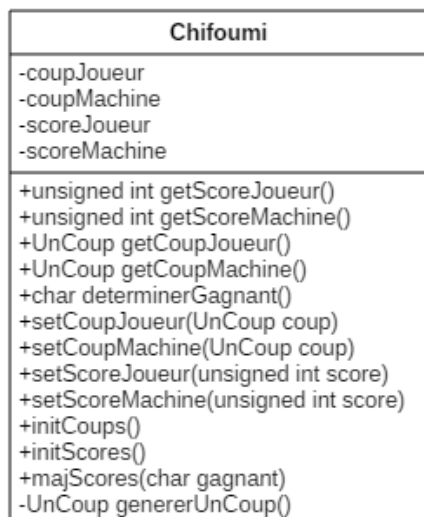 Chifoumi
-coupJoueur
-coupMachine
-scoreJoueur
-scoreMachine
+unsigned int getScoreJoueur()
+unsigned int getScoreMachine()
+UnCoup getCoupJoueur()
+UnCoup getCoupMachine()
+char determinerGagnant()
+setCoupJoueur(UnCoup coup)
+setCoupMachine(UnCoup coup)
+setScoreJoueur(unsigned int score)
+setScoreMachine(unsigned int score)
+initCoups()
+initScores()
+majScores(char gagnant)
-UnCoup genererUnCoup()